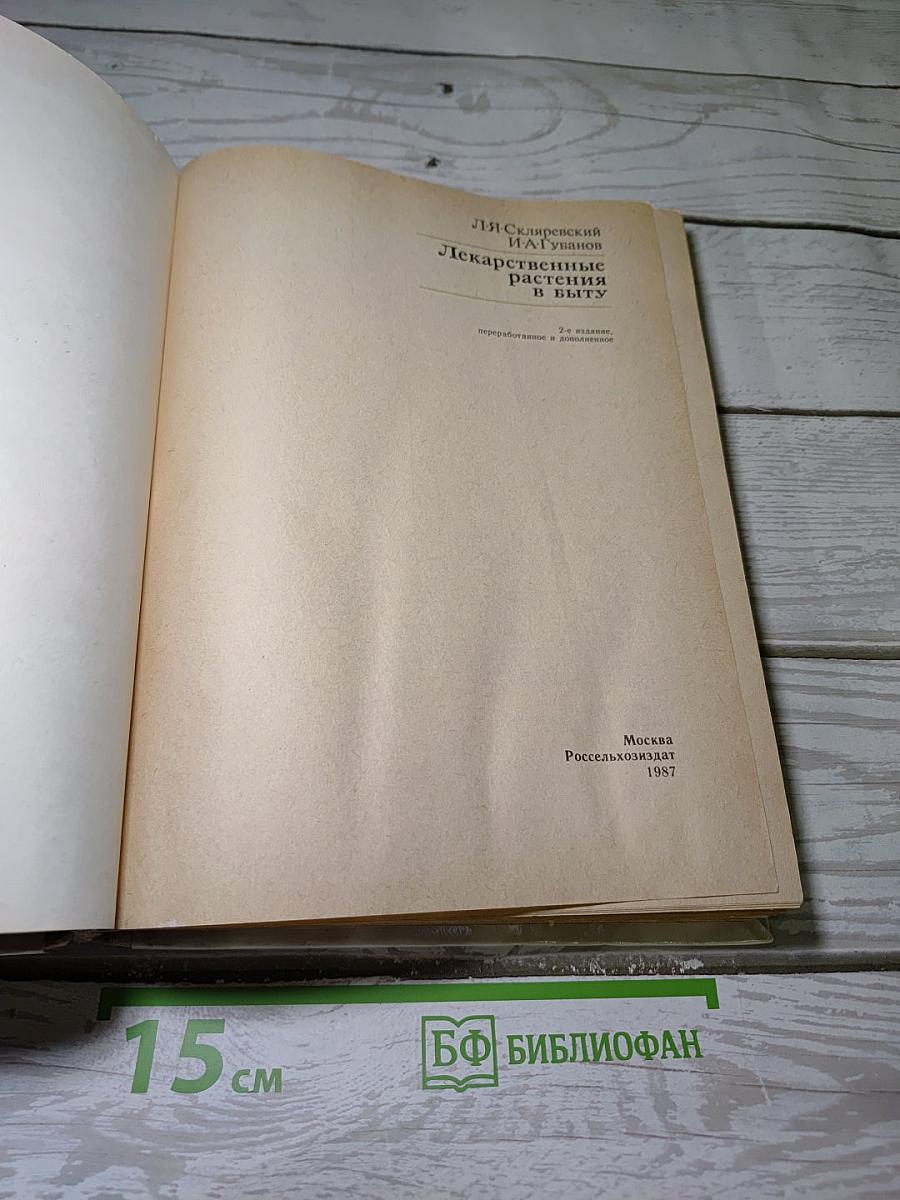 Л·Я·Скляревский
И·А·Губанов
Лекарственные
растения
в быту
2-е издание,
переработанное и дополненное
Москва
Россельхозиздат
1987
15 см
БФ БИБЛИОФАН